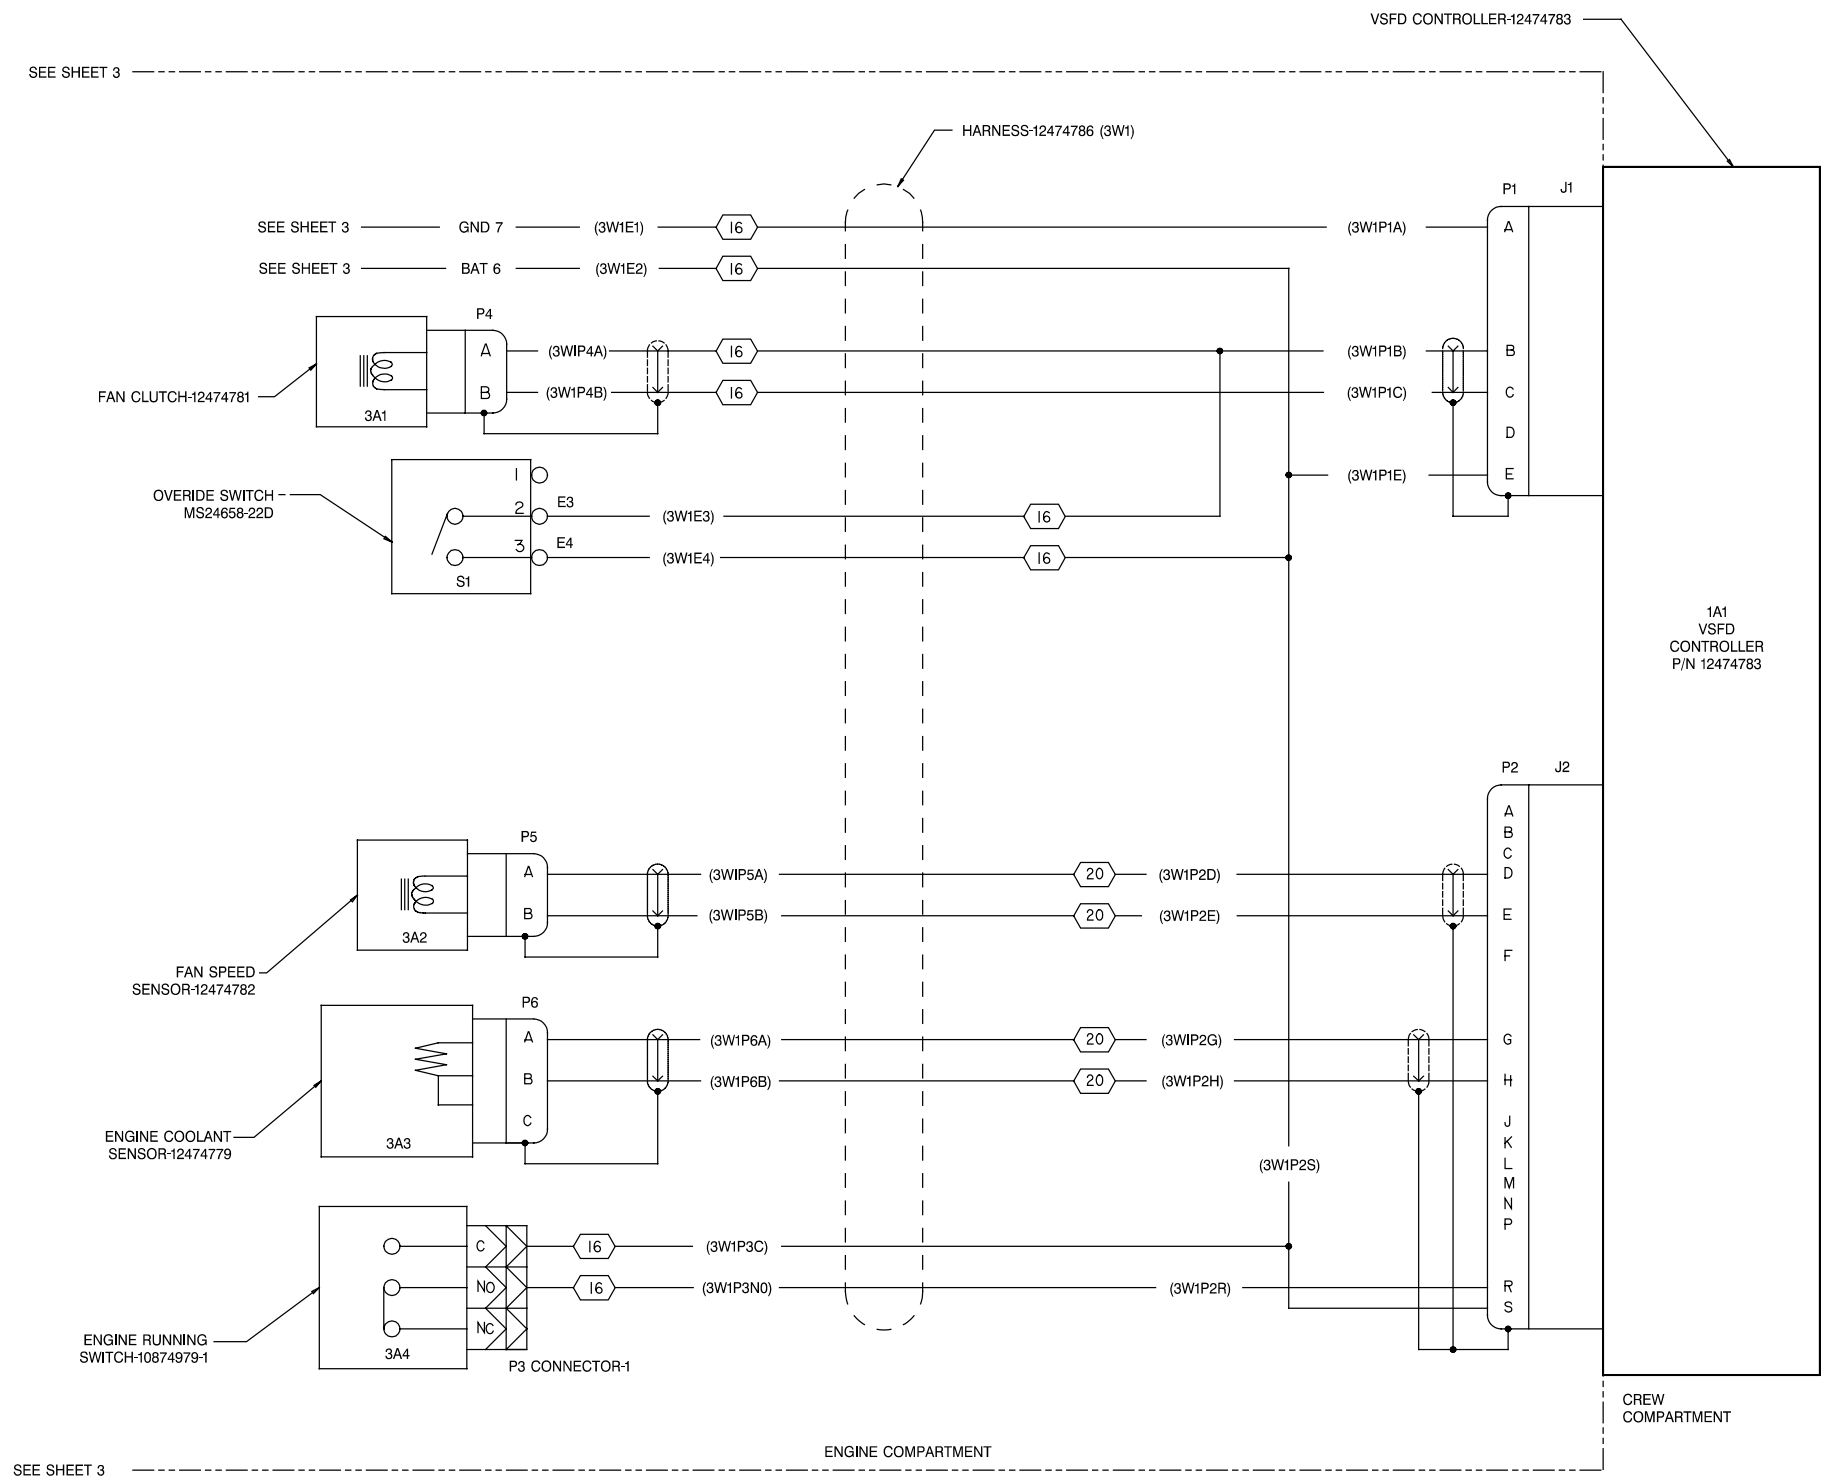 VSFD CONTROLLER-12474783
SEE SHEET 3
HARNESS-12474786 (3W1)
P1 J1
SEE SHEET 3 GND 7 (3W1E1) 16 (3W1P1A) A
SEE SHEET 3 BAT 6 (3W1E2) 16
P4
A (3WIP4A) 16 (3W1P1B) B
B (3W1P4B) 16 (3W1P1C) C
FAN CLUTCH-12474781
3A1
D
1
(3W1P1E) E
OVERIDE SWITCH
MS24658-22D
2 E3 (3W1E3) 16
3 E4 (3W1E4) 16
S1
1A1
VSFD
CONTROLLER
P/N 12474783
P2 J2
A
B
C
P5
A (3WIP5A) 20 (3W1P2D) D
B (3WIP5B) 20 (3W1P2E) E
3A2
F
FAN SPEED
SENSOR-12474782
P6
A (3W1P6A) 20 (3WIP2G) G
B (3W1P6B) 20 (3W1P2H) H
C
J
K
L
M
N
P
ENGINE COOLANT
SENSOR-12474779
3A3
(3W1P2S)
C 16 (3W1P3C)
NO 16 (3W1P3N0) (3W1P2R) R
S
NC
ENGINE RUNNING
SWITCH-10874979-1
3A4
P3 CONNECTOR-1
CREW
COMPARTMENT
ENGINE COMPARTMENT
SEE SHEET 3